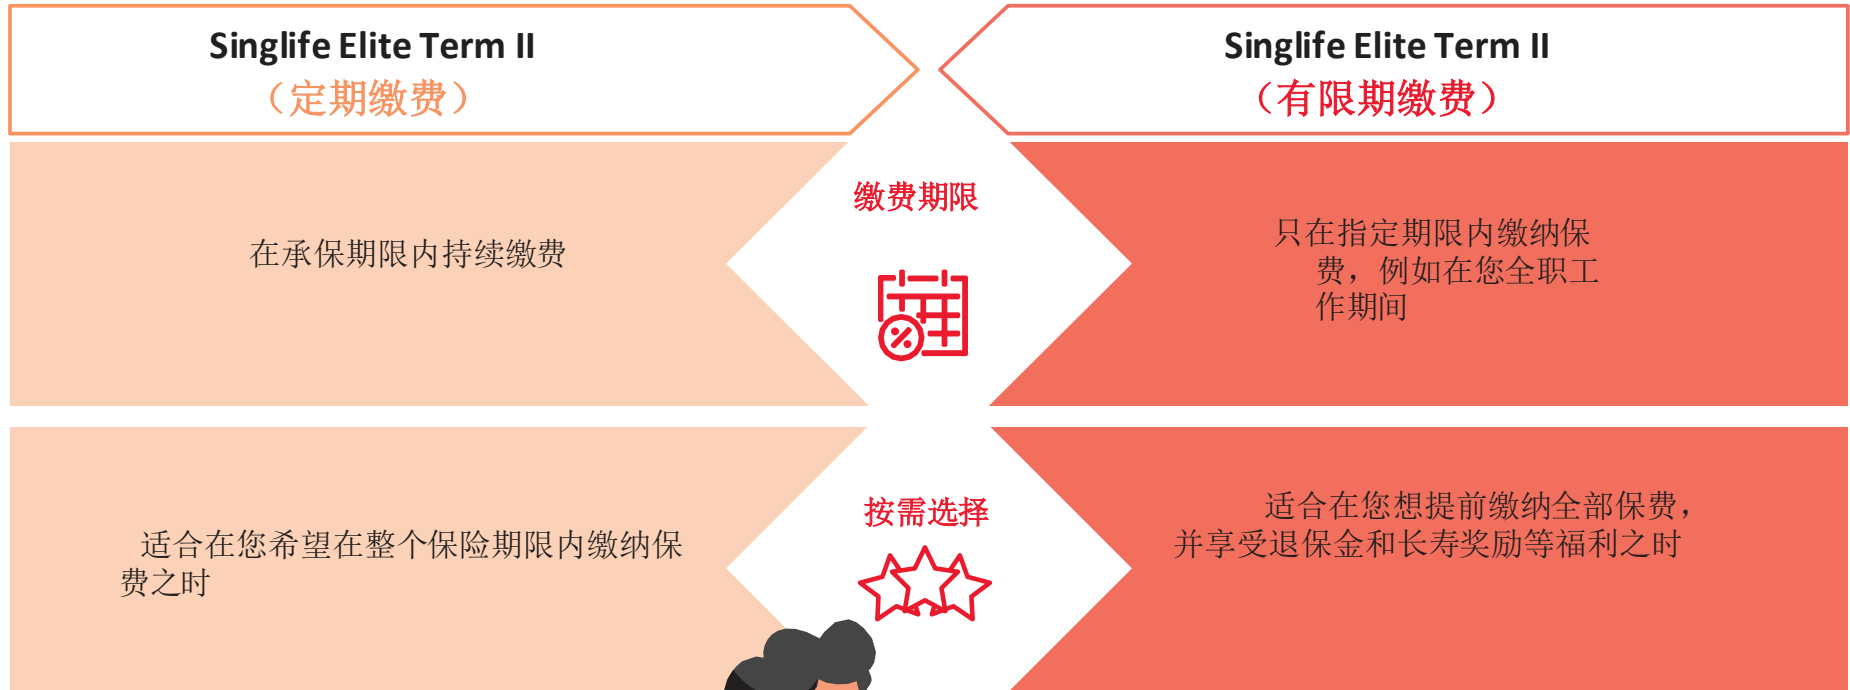 Singlife Elite Term II
（定期缴费）
Singlife Elite Term II
（有限期缴费）
在承保期限内持续缴费
缴费期限
只在指定期限内缴纳保
费，例如在您全职工
作期间
适合在您希望在整个保险期限内缴纳保
费之时
按需选择
适合在您想提前缴纳全部保费，
并享受退保金和长寿奖励等福利之时